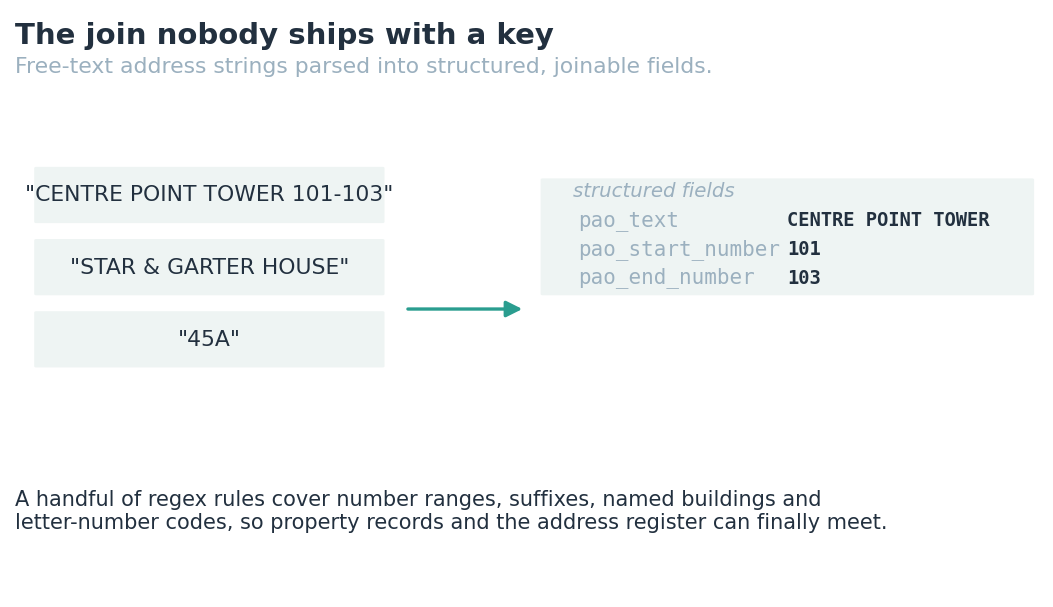 The join nobody ships with a key
Free-text address strings parsed into structured, joinable fields.
"CENTRE POINT TOWER 101-103"
"STAR & GARTER HOUSE"
"45A"
structured fields
pao_text CENTRE POINT TOWER
pao_start_number 101
pao_end_number 103
A handful of regex rules cover number ranges, suffixes, named buildings and
letter-number codes, so property records and the address register can finally meet.